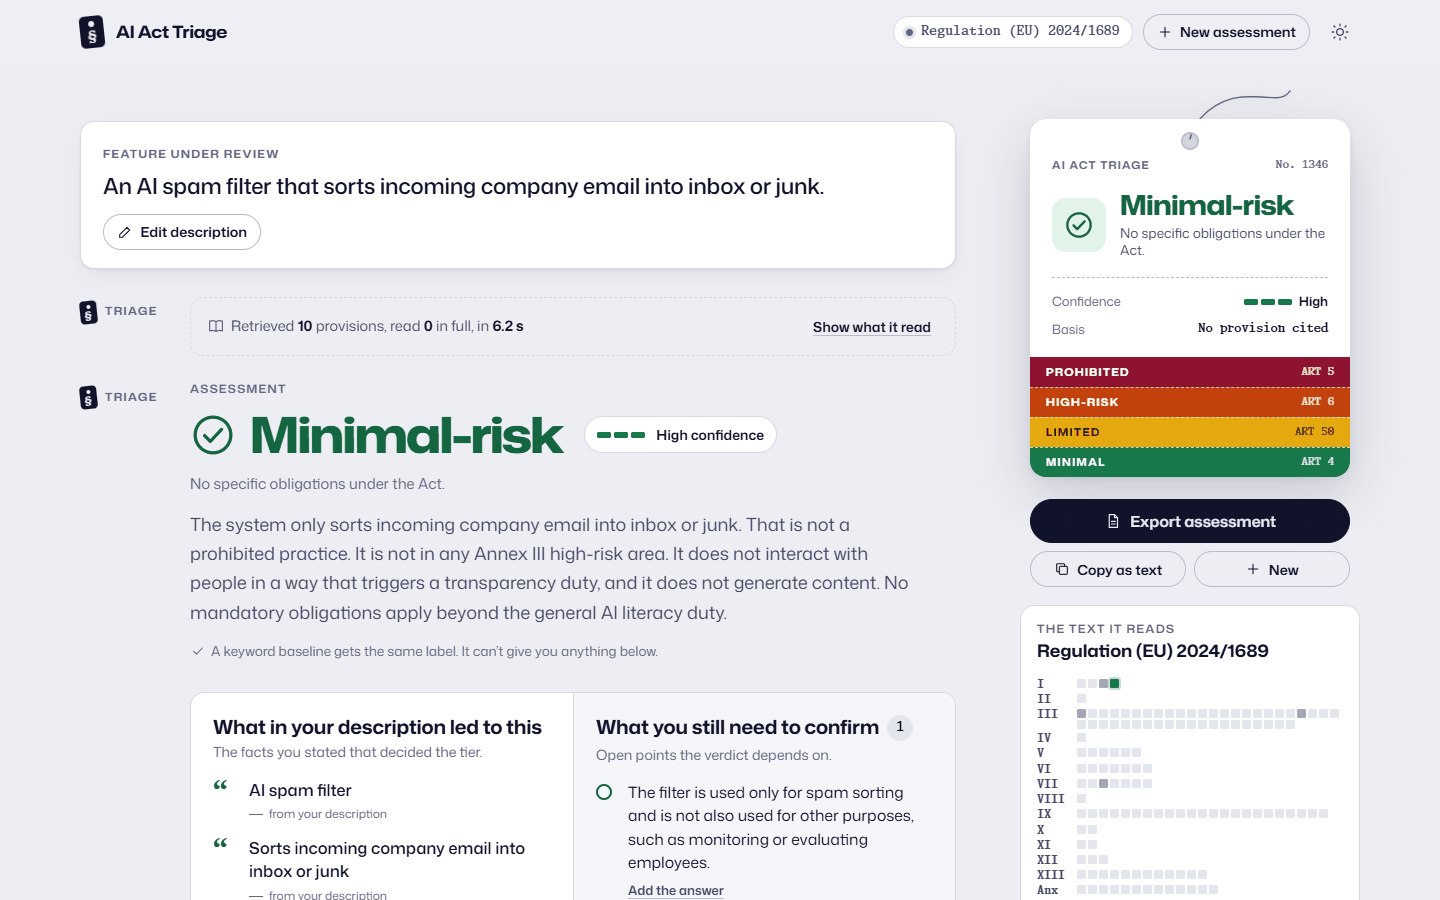 AI Act Triage
Regulation (EU) 2024/1689
New assessment
FEATURE UNDER REVIEW
An AI spam filter that sorts incoming company email into inbox or junk.
Edit description
TRIAGE
Retrieved 10 provisions, read 0 in full, in 6.2 s
Show what it read
TRIAGE
ASSESSMENT
Minimal-risk
High confidence
No specific obligations under the Act.
The system only sorts incoming company email into inbox or junk. That is not a
prohibited practice. It is not in any Annex III high-risk area. It does not interact with
people in a way that triggers a transparency duty, and it does not generate content. No
mandatory obligations apply beyond the general AI literacy duty.
A keyword baseline gets the same label. It can't give you anything below.
What in your description led to this
The facts you stated that decided the tier.
“ AI spam filter
— from your description
“ Sorts incoming company email into
inbox or junk
— from your description
What you still need to confirm 1
Open points the verdict depends on.
The filter is used only for spam sorting
and is not also used for other purposes,
such as monitoring or evaluating
employees.
Add the answer
AI ACT TRIAGE
No. 1346
Minimal-risk
No specific obligations under the
Act.
Confidence
High
Basis
No provision cited
PROHIBITED ART 5
HIGH-RISK ART 6
LIMITED ART 50
MINIMAL ART 4
Export assessment
Copy as text
New
THE TEXT IT READS
Regulation (EU) 2024/1689
I
II
III
IV
V
VI
VII
VIII
IX
X
XI
XII
XIII
Anx